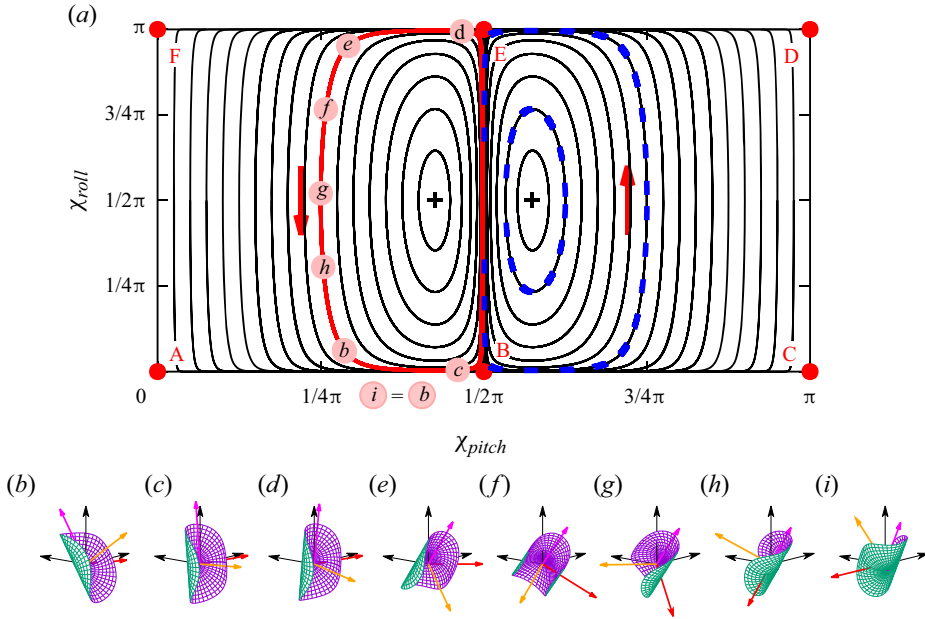 (a)
π
F
e
d
E
D
3/4π
f
χroll
1/2π
g
1/4π
h
A
b
c
B
C
0
1/4π
i = b
1/2π
3/4π
π
χpitch
(b) (c) (d) (e) (f) (g) (h) (i)